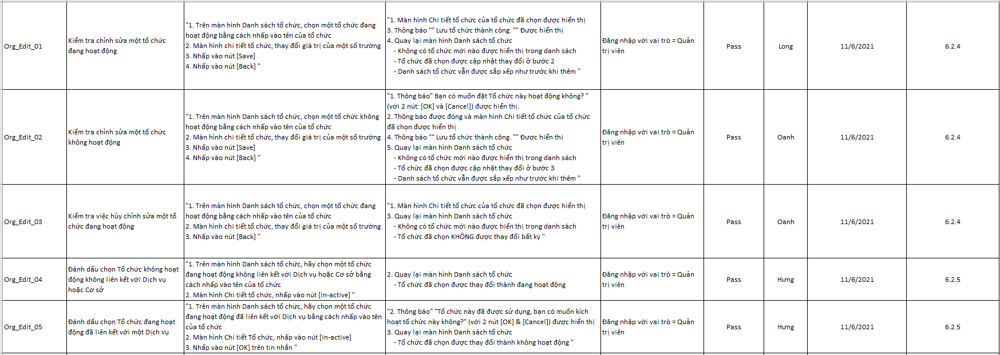 Org_Edit_01
Kiểm tra chỉnh sửa một tổ chức
đang hoạt động
"1. Trên màn hình Danh sách tổ chức, chọn một tổ chức đang
hoạt động bằng cách nhấp vào tên của tổ chức
2. Màn hình chi tiết tổ chức, thay đổi giá trị của một số trường
3. Nhấp vào nút [Save]
4. Nhấp vào nút [Back] "
"1. Màn hình Chi tiết tổ chức của tổ chức đã chọn được hiển thị
3. Thông báo "" Lưu tổ chức thành công. "" Được hiển thị
4. Quay lại màn hình Danh sách tổ chức
- Không có tổ chức mới nào được hiển thị trong danh sách
- Tổ chức đã chọn được cập nhật thay đổi ở bước 2
- Danh sách tổ chức vẫn được sắp xếp như trước khi thêm "
Đăng nhập với vai trò = Quản
trị viên
Pass
Long
11/6/2021
6.2.4
Org_Edit_02
Kiểm tra chỉnh sửa một tổ chức
không hoạt động
"1. Trên màn hình Danh sách tổ chức, chọn một tổ chức không
hoạt động bằng cách nhấp vào tên của tổ chức
2. Màn hình chi tiết tổ chức, thay đổi giá trị của một số trường
3. Nhấp vào nút [Save]
4. Nhấp vào nút [Back] "
"1. Thông báo" Bạn có muốn đặt Tổ chức này hoạt động không? "
(với 2 nút: [OK] và [Cancel]) được hiển thị.
2. Thông báo được đóng và màn hình Chi tiết tổ chức của tổ chức
đã chọn được hiển thị
4. Thông báo "" Lưu tổ chức thành công. "" Được hiển thị
5. Quay lại màn hình Danh sách tổ chức
- Không có tổ chức mới nào được hiển thị trong danh sách
- Tổ chức đã chọn được cập nhật thay đổi ở bước 3
- Danh sách tổ chức vẫn được sắp xếp như trước khi thêm "
Đăng nhập với vai trò = Quản
trị viên
Pass
Oanh
11/6/2021
6.2.4
Org_Edit_03
Kiểm tra việc hủy chỉnh sửa một tổ
chức đang hoạt động
"1. Trên màn hình Danh sách tổ chức, chọn một tổ chức đang
hoạt động bằng cách nhấp vào tên của tổ chức
2. Màn hình chi tiết tổ chức, thay đổi giá trị của một số trường
3. Nhấp vào nút [Back] "
"1. Màn hình Chi tiết tổ chức của tổ chức đã chọn được hiển thị
3. Quay lại màn hình Danh sách tổ chức
- Không có tổ chức mới nào được hiển thị trong danh sách
- Tổ chức đã chọn KHÔNG được thay đổi bất kỳ "
Đăng nhập với vai trò = Quản
trị viên
Pass
Oanh
11/6/2021
6.2.4
Org_Edit_04
Đánh dấu chọn Tổ chức không hoạt
động không liên kết với Dịch vụ
hoặc Cơ sở
"1. Trên màn hình Danh sách tổ chức, hãy chọn một tổ chức
đang hoạt động không liên kết với Dịch vụ hoặc Cơ sở bằng
cách nhấp vào tên của tổ chức
2. Màn hình Chi tiết tổ chức, nhấp vào nút [In-active] "
2. Quay lại màn hình Danh sách tổ chức
- Tổ chức đã chọn được thay đổi thành đang hoạt động
Đăng nhập với vai trò = Quản
trị viên
Pass
Hưng
11/6/2021
6.2.5
Org_Edit_05
Đánh dấu chọn Tổ chức đang hoạt
động đã liên kết với một Dịch vụ
"1. Trên màn hình Danh sách tổ chức, hãy chọn một tổ chức
đang hoạt động đã liên kết với Dịch vụ bằng cách nhấp vào tên
của tổ chức
2. Màn hình Chi tiết Tổ chức, nhấp vào nút [In-active]
3. Nhấp vào nút [OK] trên tin nhắn "
"2. Thông báo" "Tổ chức này đã được sử dụng, bạn có muốn kích
hoạt tổ chức này không?" (với 2 nút [OK] & [Cancel]) được hiển thị
3. Quay lại màn hình Danh sách tổ chức
- Tổ chức đã chọn được thay đổi thành không hoạt động "
Đăng nhập với vai trò = Quản
trị viên
Pass
Hưng
11/6/2021
6.2.5